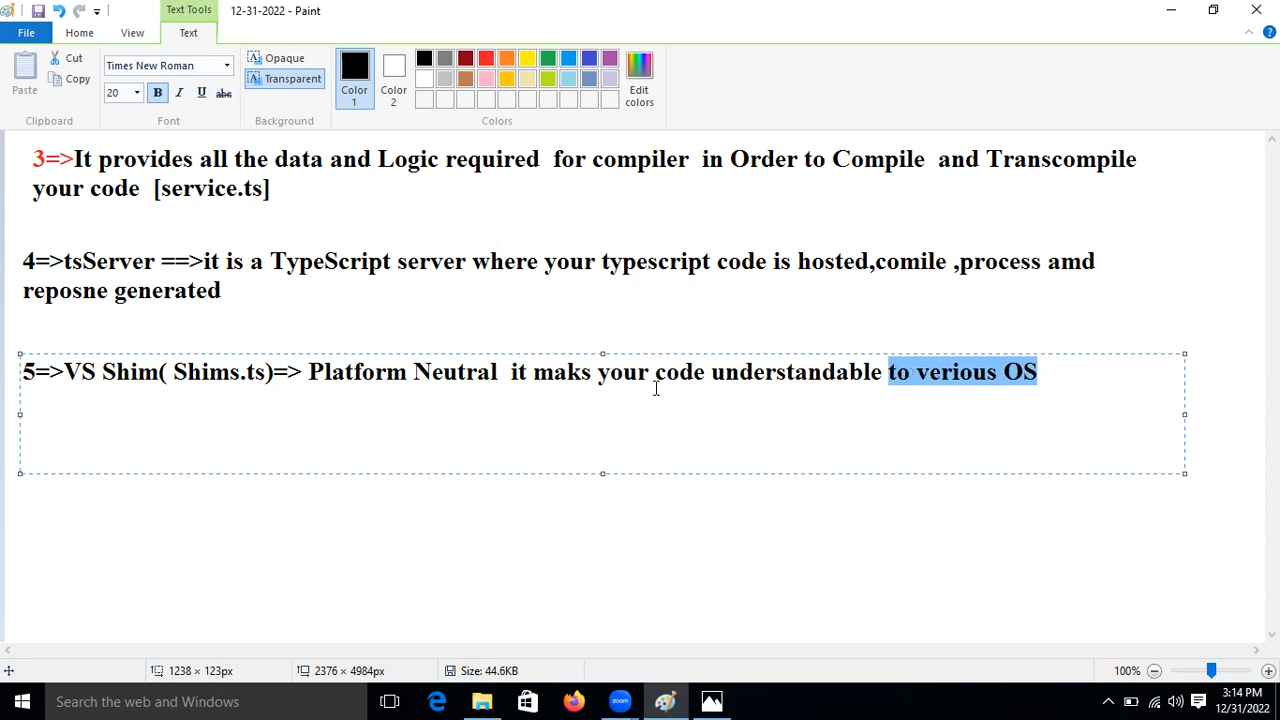 Text Tools
12-31-2022 - Paint
File
Home
View
Text
Paste
Cut
Copy
Clipboard
Times New Roman
20
B
I
U
abc
Font
Opaque
Transparent
Background
Color 1
Color 2
Edit colors
Colors
3=>It provides all the data and Logic required for compiler in Order to Compile and Transcompile
your code [service.ts]
4=>tsServer ==>it is a TypeScript server where your typescript code is hosted,comile ,process amd
reposne generated
5=>VS Shim( Shims.ts)=> Platform Neutral it maks your code understandable to verious OS
1238 × 123px
2376 × 4984px
Size: 44.6KB
100%
Search the web and Windows
zoom
3:14 PM
12/31/2022